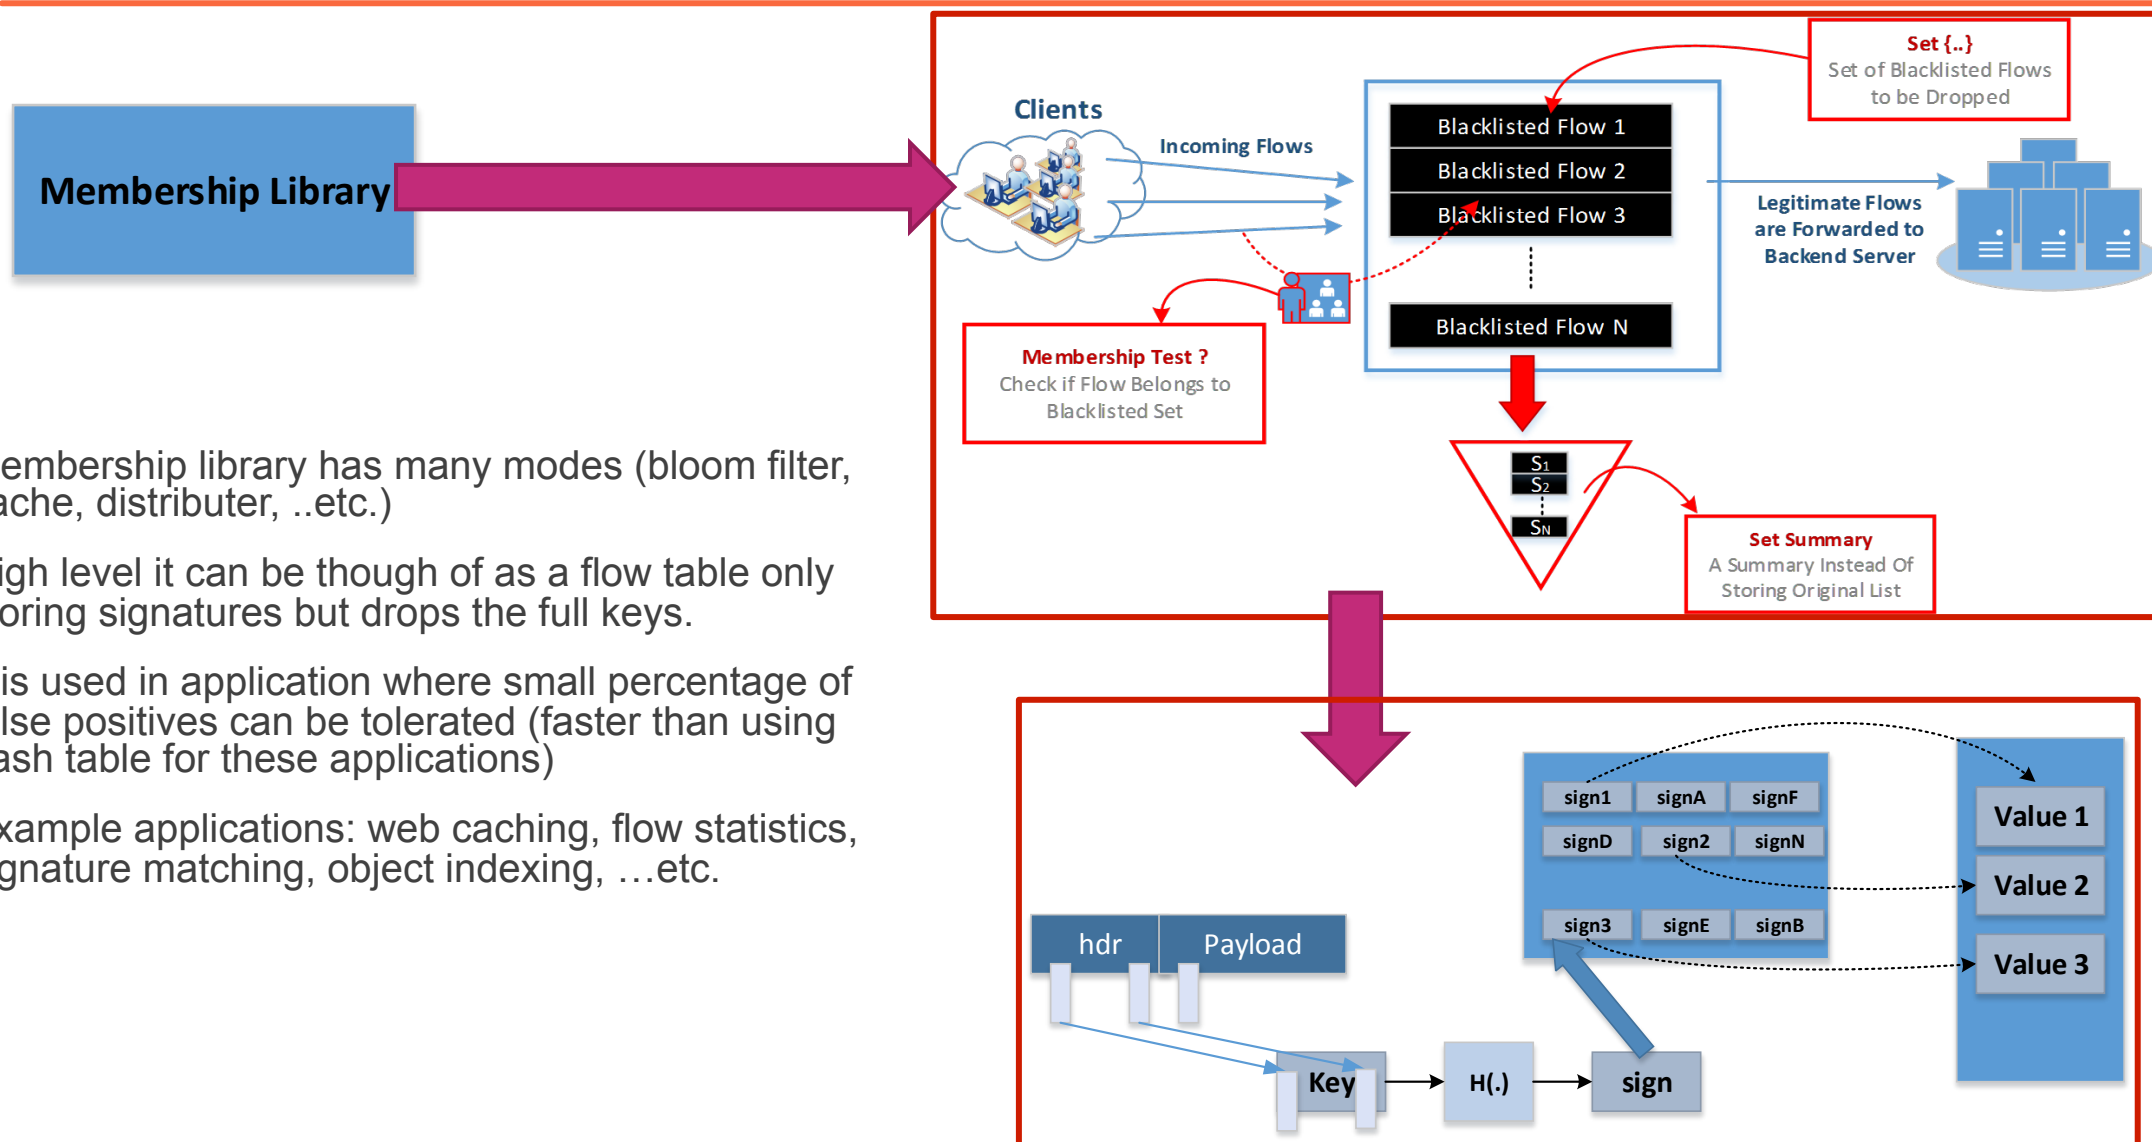 Membership Library
embership library has many modes (bloom filter,
ache, distributer, ..etc.)
igh level it can be though of as a flow table only
oring signatures but drops the full keys.
is used in application where small percentage of
lse positives can be tolerated (faster than using
ash table for these applications)
xample applications: web caching, flow statistics,
gnature matching, object indexing, …etc.
Clients
Incoming Flows
Blacklisted Flow 1
Blacklisted Flow 2
Blacklisted Flow 3
Blacklisted Flow N
Set {..}
Set of Blacklisted Flows
to be Dropped
Legitimate Flows
are Forwarded to
Backend Server
Membership Test ?
Check if Flow Belongs to
Blacklisted Set
S1
S2
SN
Set Summary
A Summary Instead Of
Storing Original List
sign1 signA signF
signD sign2 signN
sign3 signE signB
Value 1
Value 2
Value 3
hdr Payload
Key H(.) sign